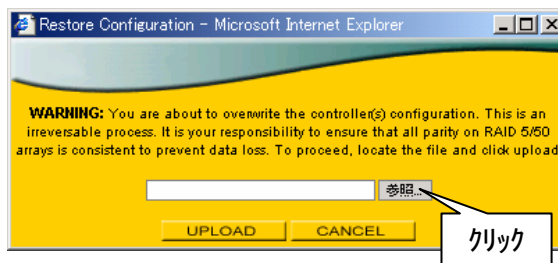 Restore Configuration - Microsoft Internet Explorer
WARNING: You are about to overwrite the controller(s) configuration. This is an
irreversable process. It is your responsibility to ensure that all parity on RAID 5/50
arrays is consistent to prevent data loss. To proceed, locate the file and click upload
参照...
UPLOAD CANCEL
クリック